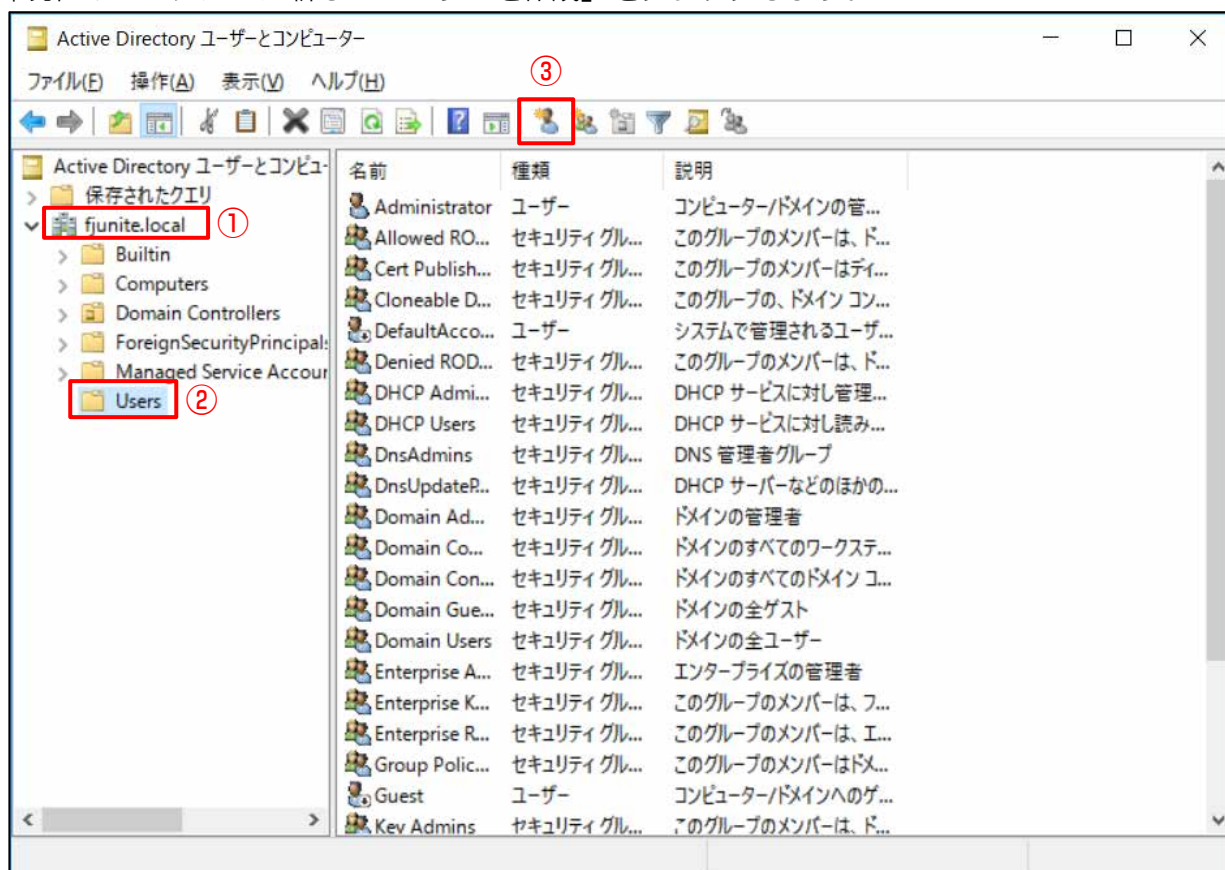 Active Directory ユーザーとコンピューター
ファイル(F) 操作(A) 表示(V) ヘルプ(H)
③
Active Directory ユーザーとコンピュー
保存されたクエリ
fjunite.local ①
Builtin
Computers
Domain Controllers
ForeignSecurityPrincipals
Managed Service Accour
Users ②
名前 種類 説明
Administrator ユーザー コンピューター/ドメインの管...
Allowed RO... セキュリティ グル... このグループのメンバーは、ド...
Cert Publish... セキュリティ グル... このグループのメンバーはディ...
Cloneable D... セキュリティ グル... このグループの、ドメイン コン...
DefaultAcco... ユーザー システムで管理されるユーザ...
Denied ROD... セキュリティ グル... このグループのメンバーは、ド...
DHCP Admi... セキュリティ グル... DHCP サービスに対し管理...
DHCP Users セキュリティ グル... DHCP サービスに対し読み...
DnsAdmins セキュリティ グル... DNS 管理者グループ
DnsUpdateP... セキュリティ グル... DHCP サーバーなどのほかの...
Domain Ad... セキュリティ グル... ドメインの管理者
Domain Co... セキュリティ グル... ドメインのすべてのワークステ...
Domain Con... セキュリティ グル... ドメインのすべてのドメイン コ...
Domain Gue... セキュリティ グル... ドメインの全ゲスト
Domain Users セキュリティ グル... ドメインの全ユーザー
Enterprise A... セキュリティ グル... エンタープライズの管理者
Enterprise K... セキュリティ グル... このグループのメンバーは、フ...
Enterprise R... セキュリティ グル... このグループのメンバーは、エ...
Group Polic... セキュリティ グル... このグループのメンバーはドメ...
Guest ユーザー コンピューター/ドメインへのゲ...
Key Admins セキュリティ グル... このグループのメンバーは、ド...